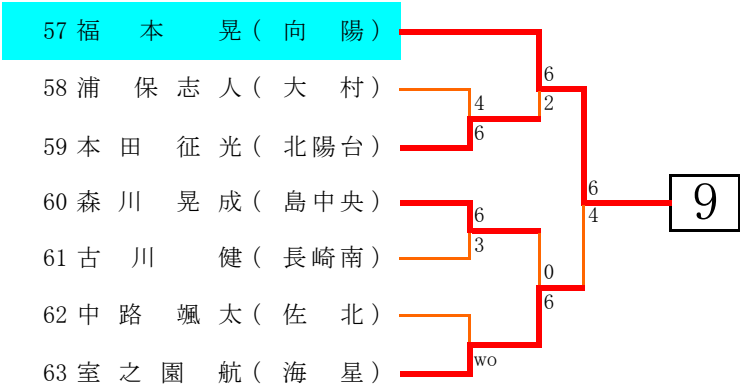 57 福本 晃 ( 向陽 )
6
58 浦 保志人 ( 大村 )
4
2
6
59 本田 征光 ( 北陽台 )
6
9
60 森川 晃成 ( 島中央 )
6
4
3
61 古川 健 ( 長崎南 )
0
62 中路 颯太 ( 佐北 )
6
wo
63 室之園 航 ( 海星 )